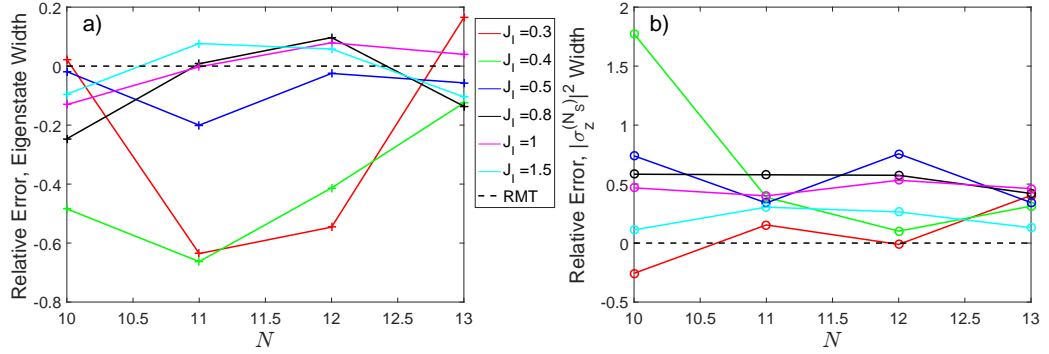 a)
Relative Error, Eigenstate Width
0.2
0
-0.2
-0.4
-0.6
-0.8
10
10.5
11
11.5
12
12.5
13
N
J_I =0.3
J_I =0.4
J_I =0.5
J_I =0.8
J_I =1
J_I =1.5
RMT
b)
Relative Error, |σ_z^(N_S)|^2 Width
2
1.5
1
0.5
0
-0.5
10
10.5
11
11.5
12
12.5
13
N